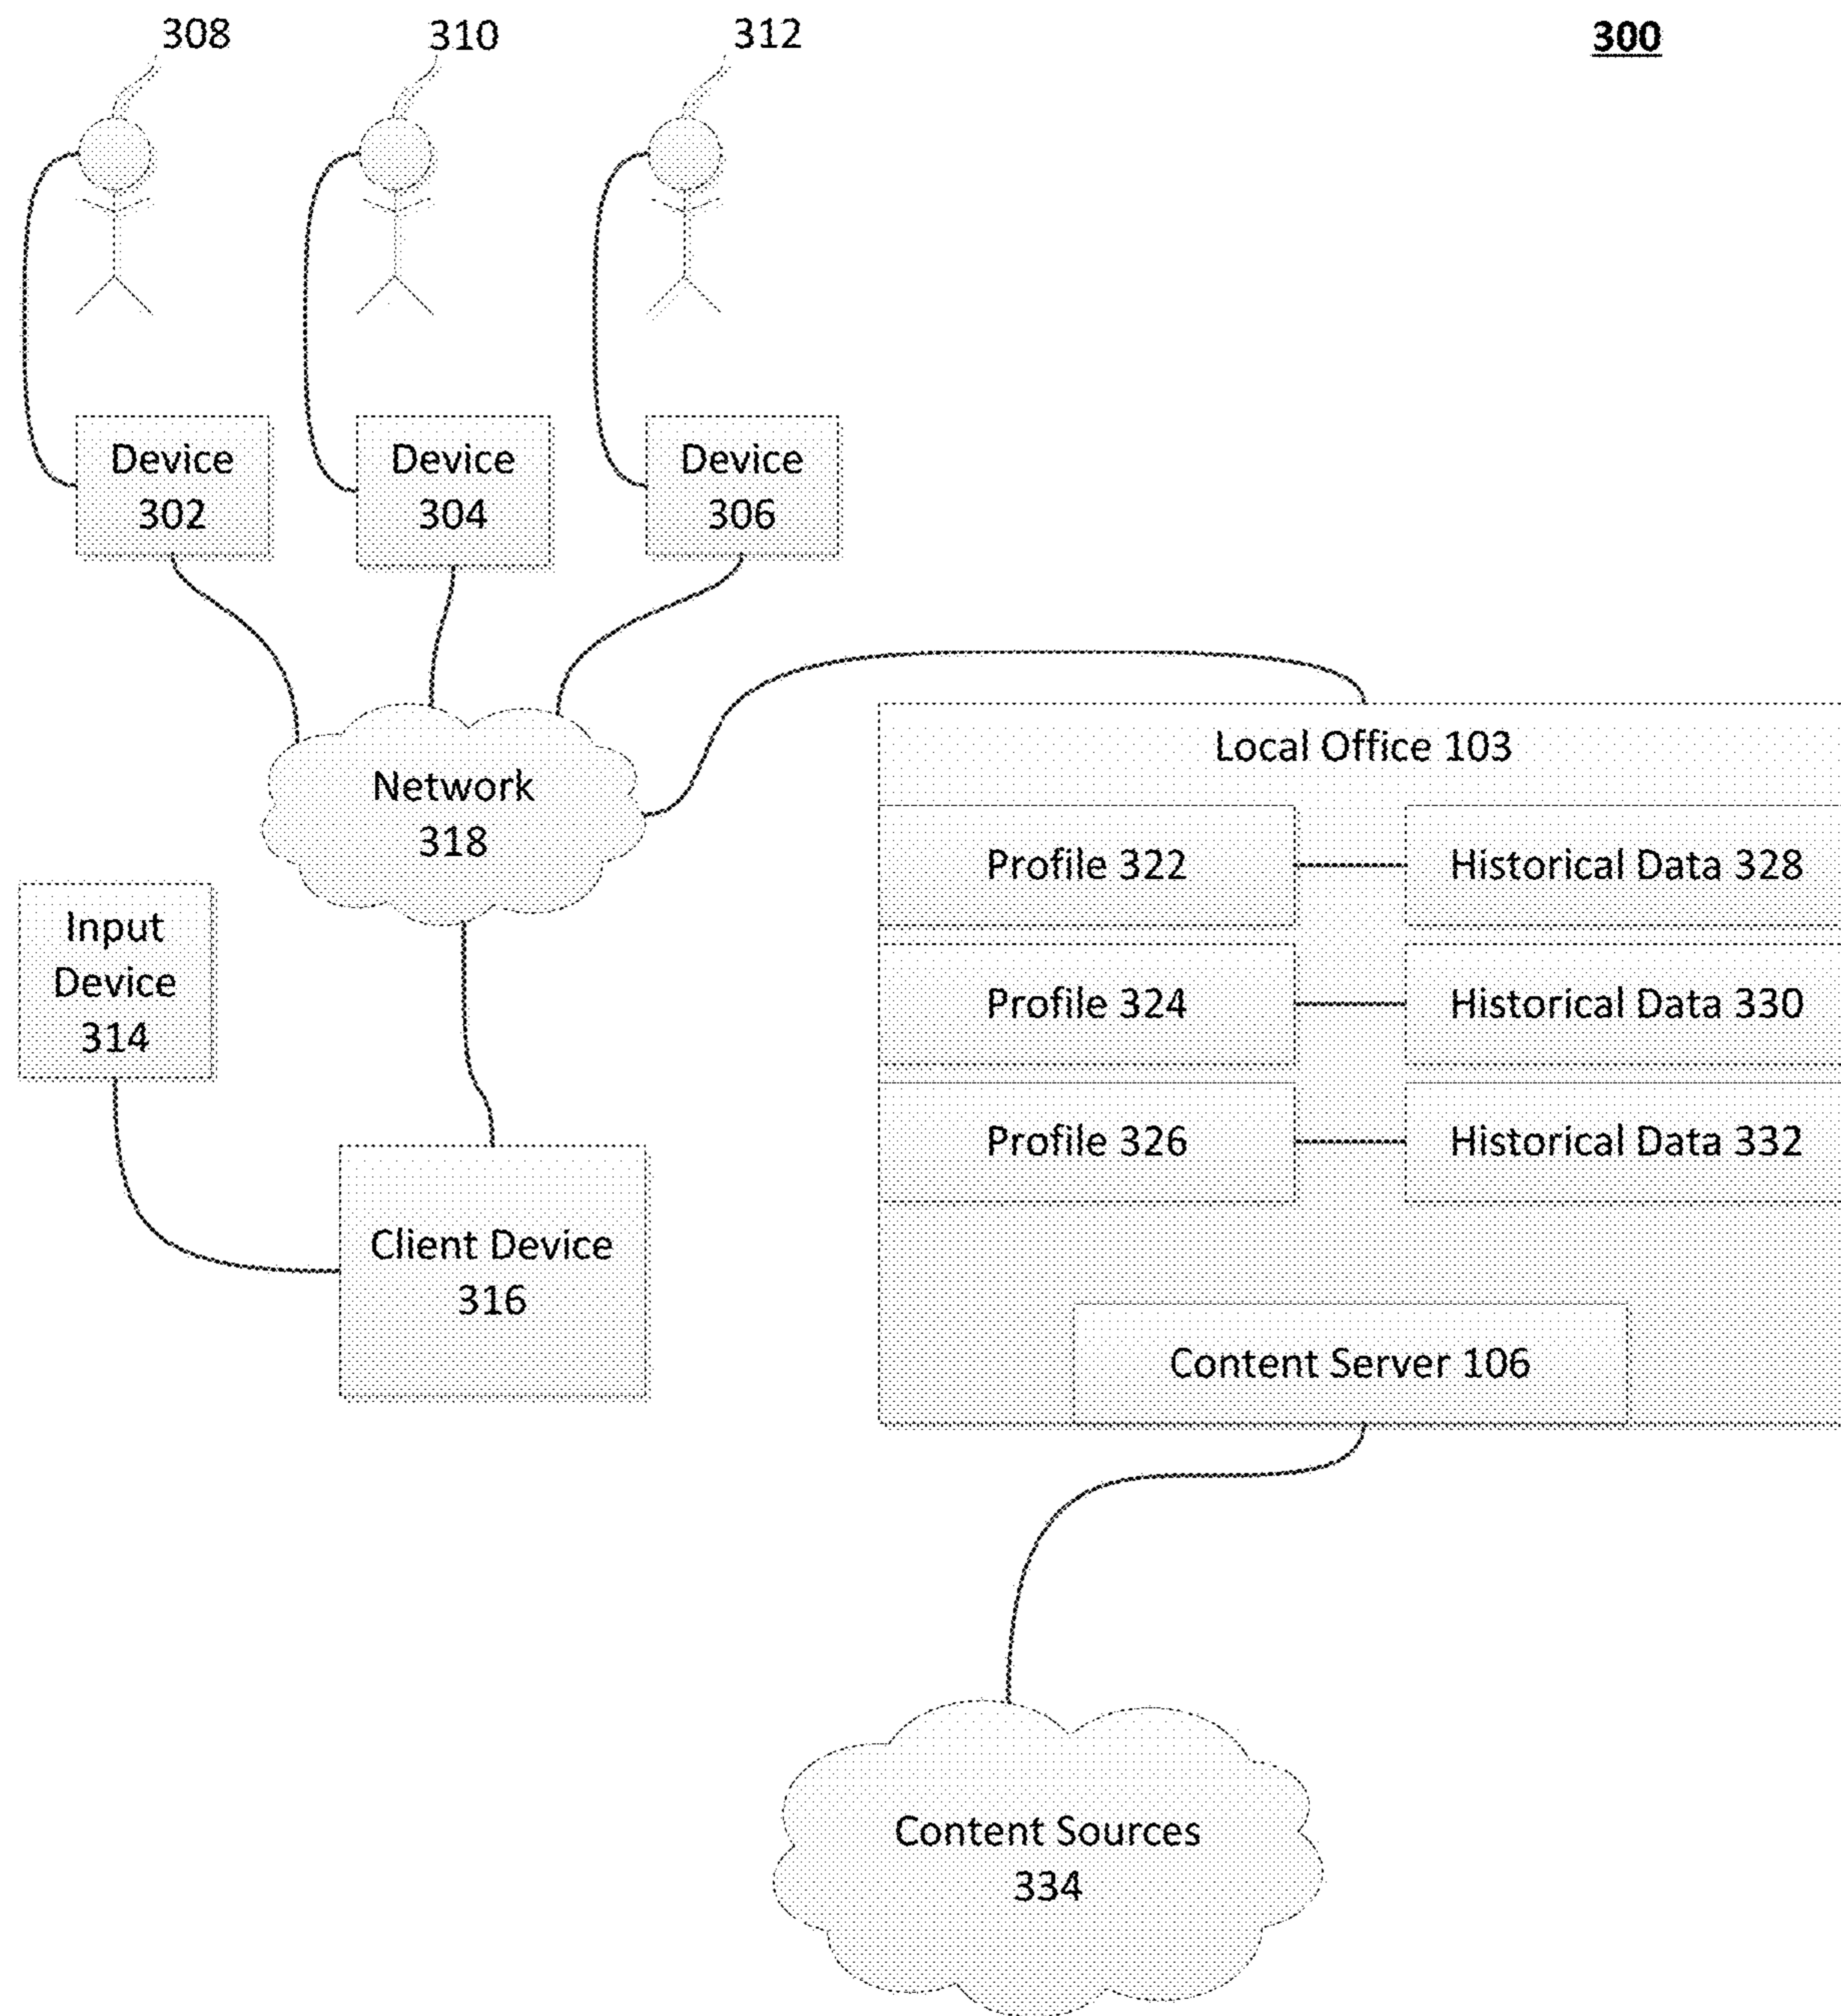 308
310
312
300
Device
302
Device
304
Device
306
Network
318
Local Office 103
Profile 322
Historical Data 328
Profile 324
Historical Data 330
Profile 326
Historical Data 332
Input
Device
314
Client Device
316
Content Server 106
Content Sources
334